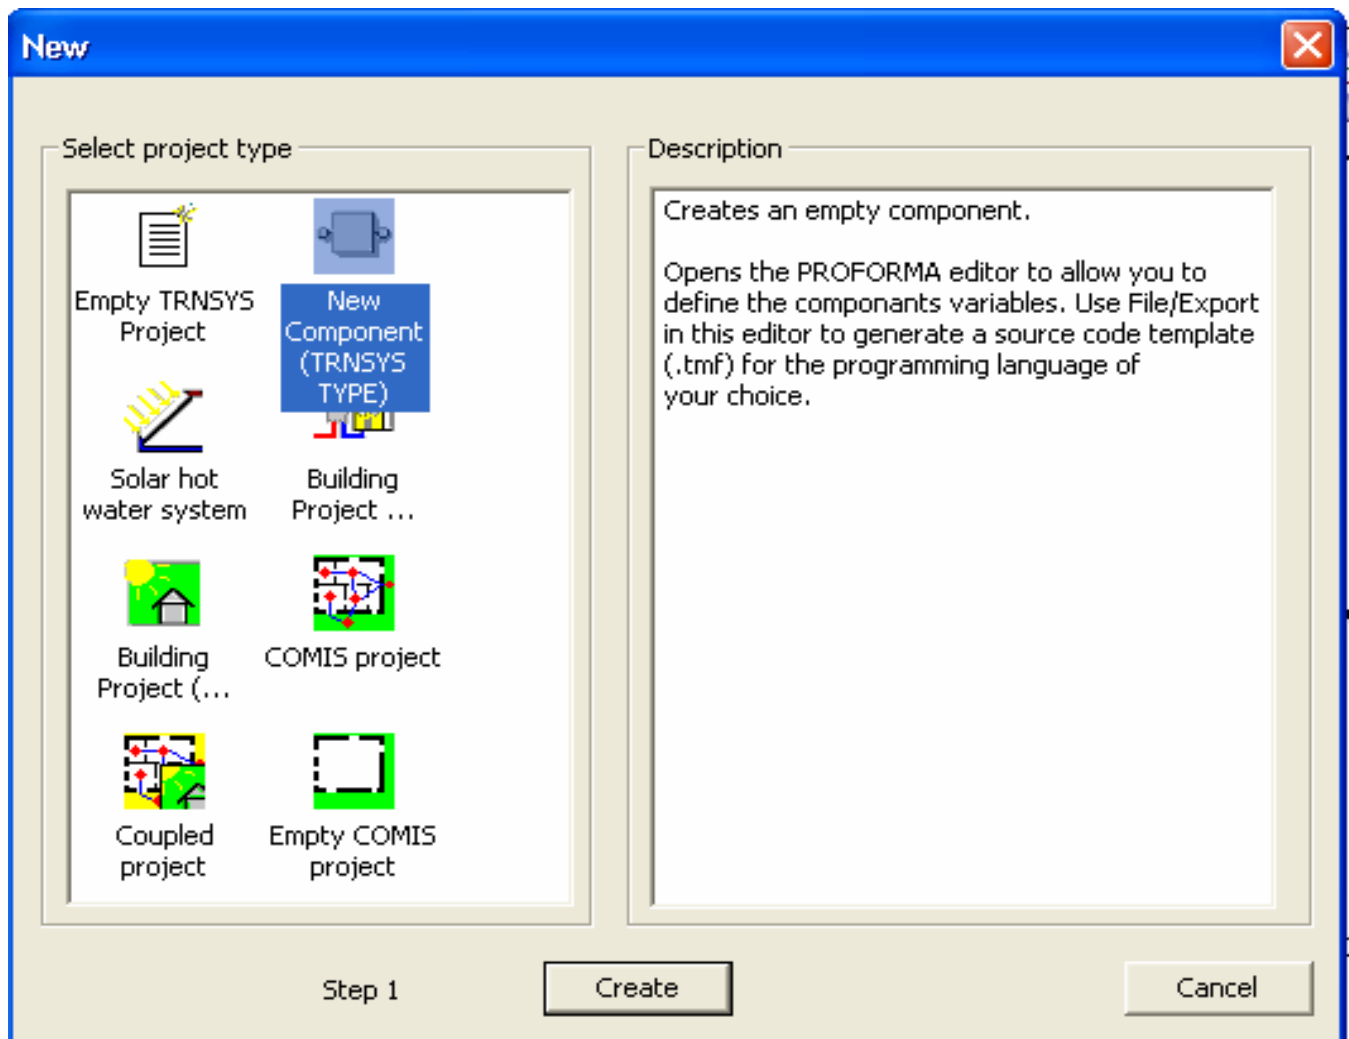 New
Select project type
Empty TRNSYS
Project
New
Component
(TRNSYS
TYPE)
Solar hot
water system
Building
Project ...
Building
Project (...
COMIS project
Coupled
project
Empty COMIS
project
Description
Creates an empty component.
Opens the PROFORMA editor to allow you to
define the componants variables. Use File/Export
in this editor to generate a source code template
(.tmf) for the programming language of
your choice.
Step 1
Create
Cancel